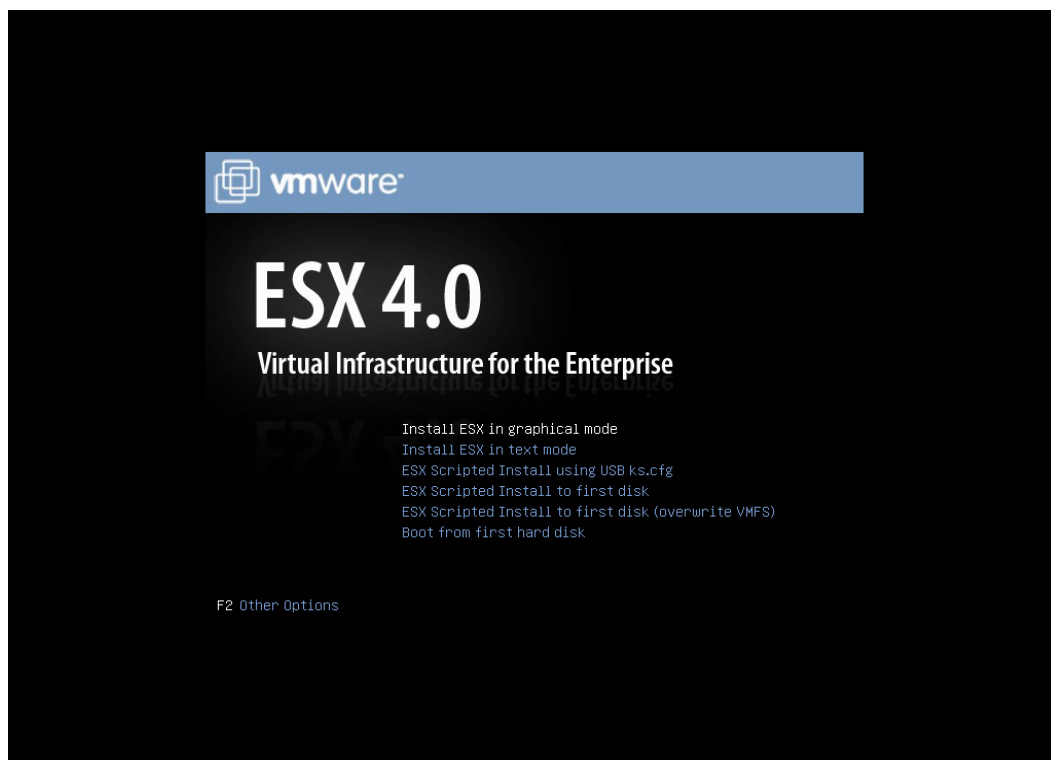 vmware
ESX 4.0
Virtual Infrastructure for the Enterprise
Install ESX in graphical mode
Install ESX in text mode
ESX Scripted Install using USB ks.cfg
ESX Scripted Install to first disk
ESX Scripted Install to first disk (overwrite VMFS)
Boot from first hard disk
F2 Other Options